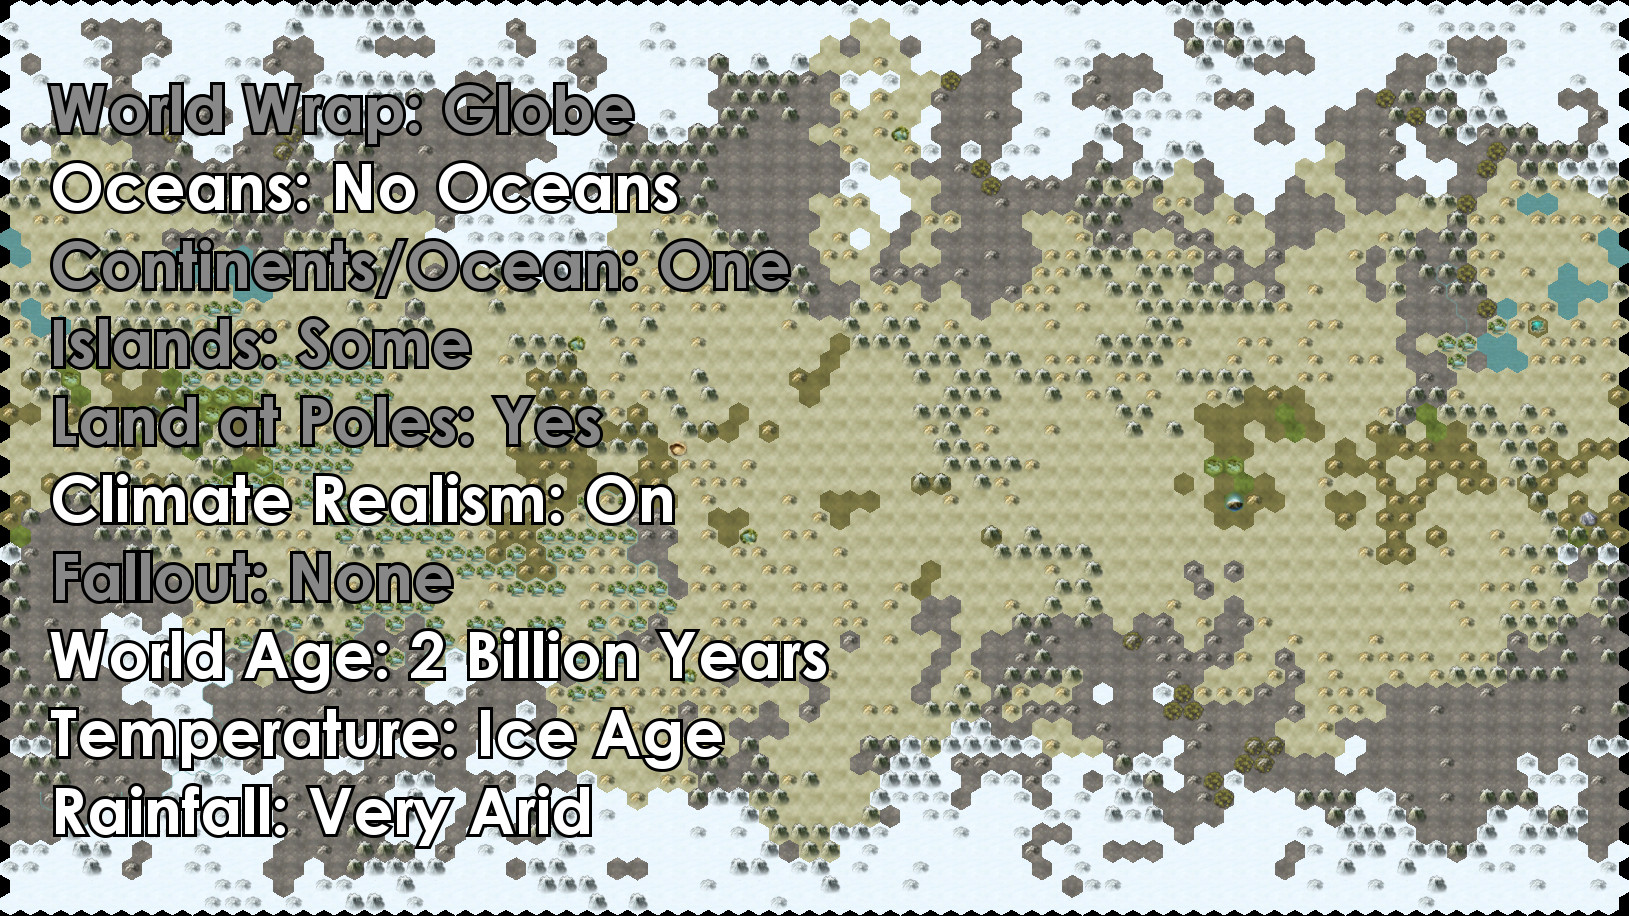 World Wrap: Globe
Oceans: No Oceans
Continents/Ocean: One
Islands: Some
Land at Poles: Yes
Climate Realism: On
Fallout: None
World Age: 2 Billion Years
Temperature: Ice Age
Rainfall: Very Arid